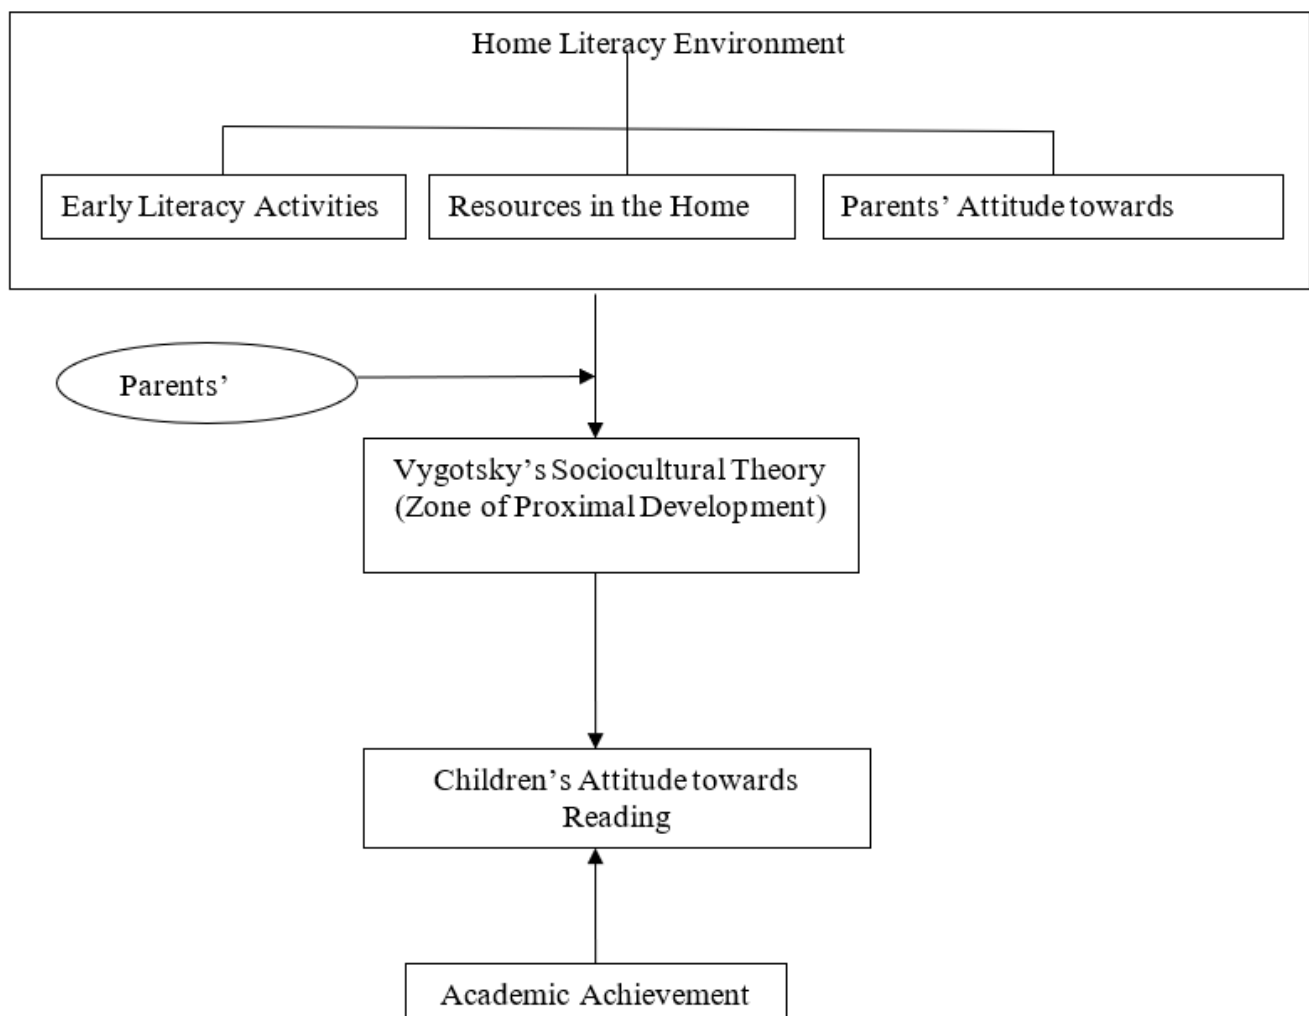 Home Literacy Environment
Early Literacy Activities
Resources in the Home
Parents’ Attitude towards
Parents’
Vygotsky’s Sociocultural Theory
(Zone of Proximal Development)
Children’s Attitude towards
Reading
Academic Achievement